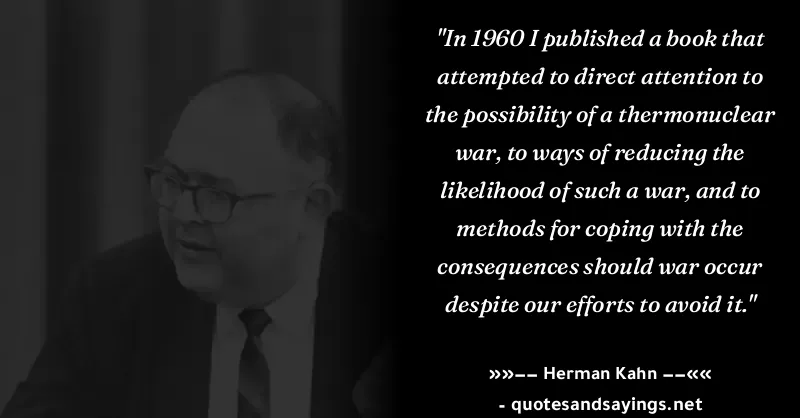 "In 1960 I published a book that
attempted to direct attention to
the possibility of a thermonuclear
war, to ways of reducing the
likelihood of such a war, and to
methods for coping with the
consequences should war occur
despite our efforts to avoid it."
»»–– Herman Kahn ––««
- quotesandsayings.net